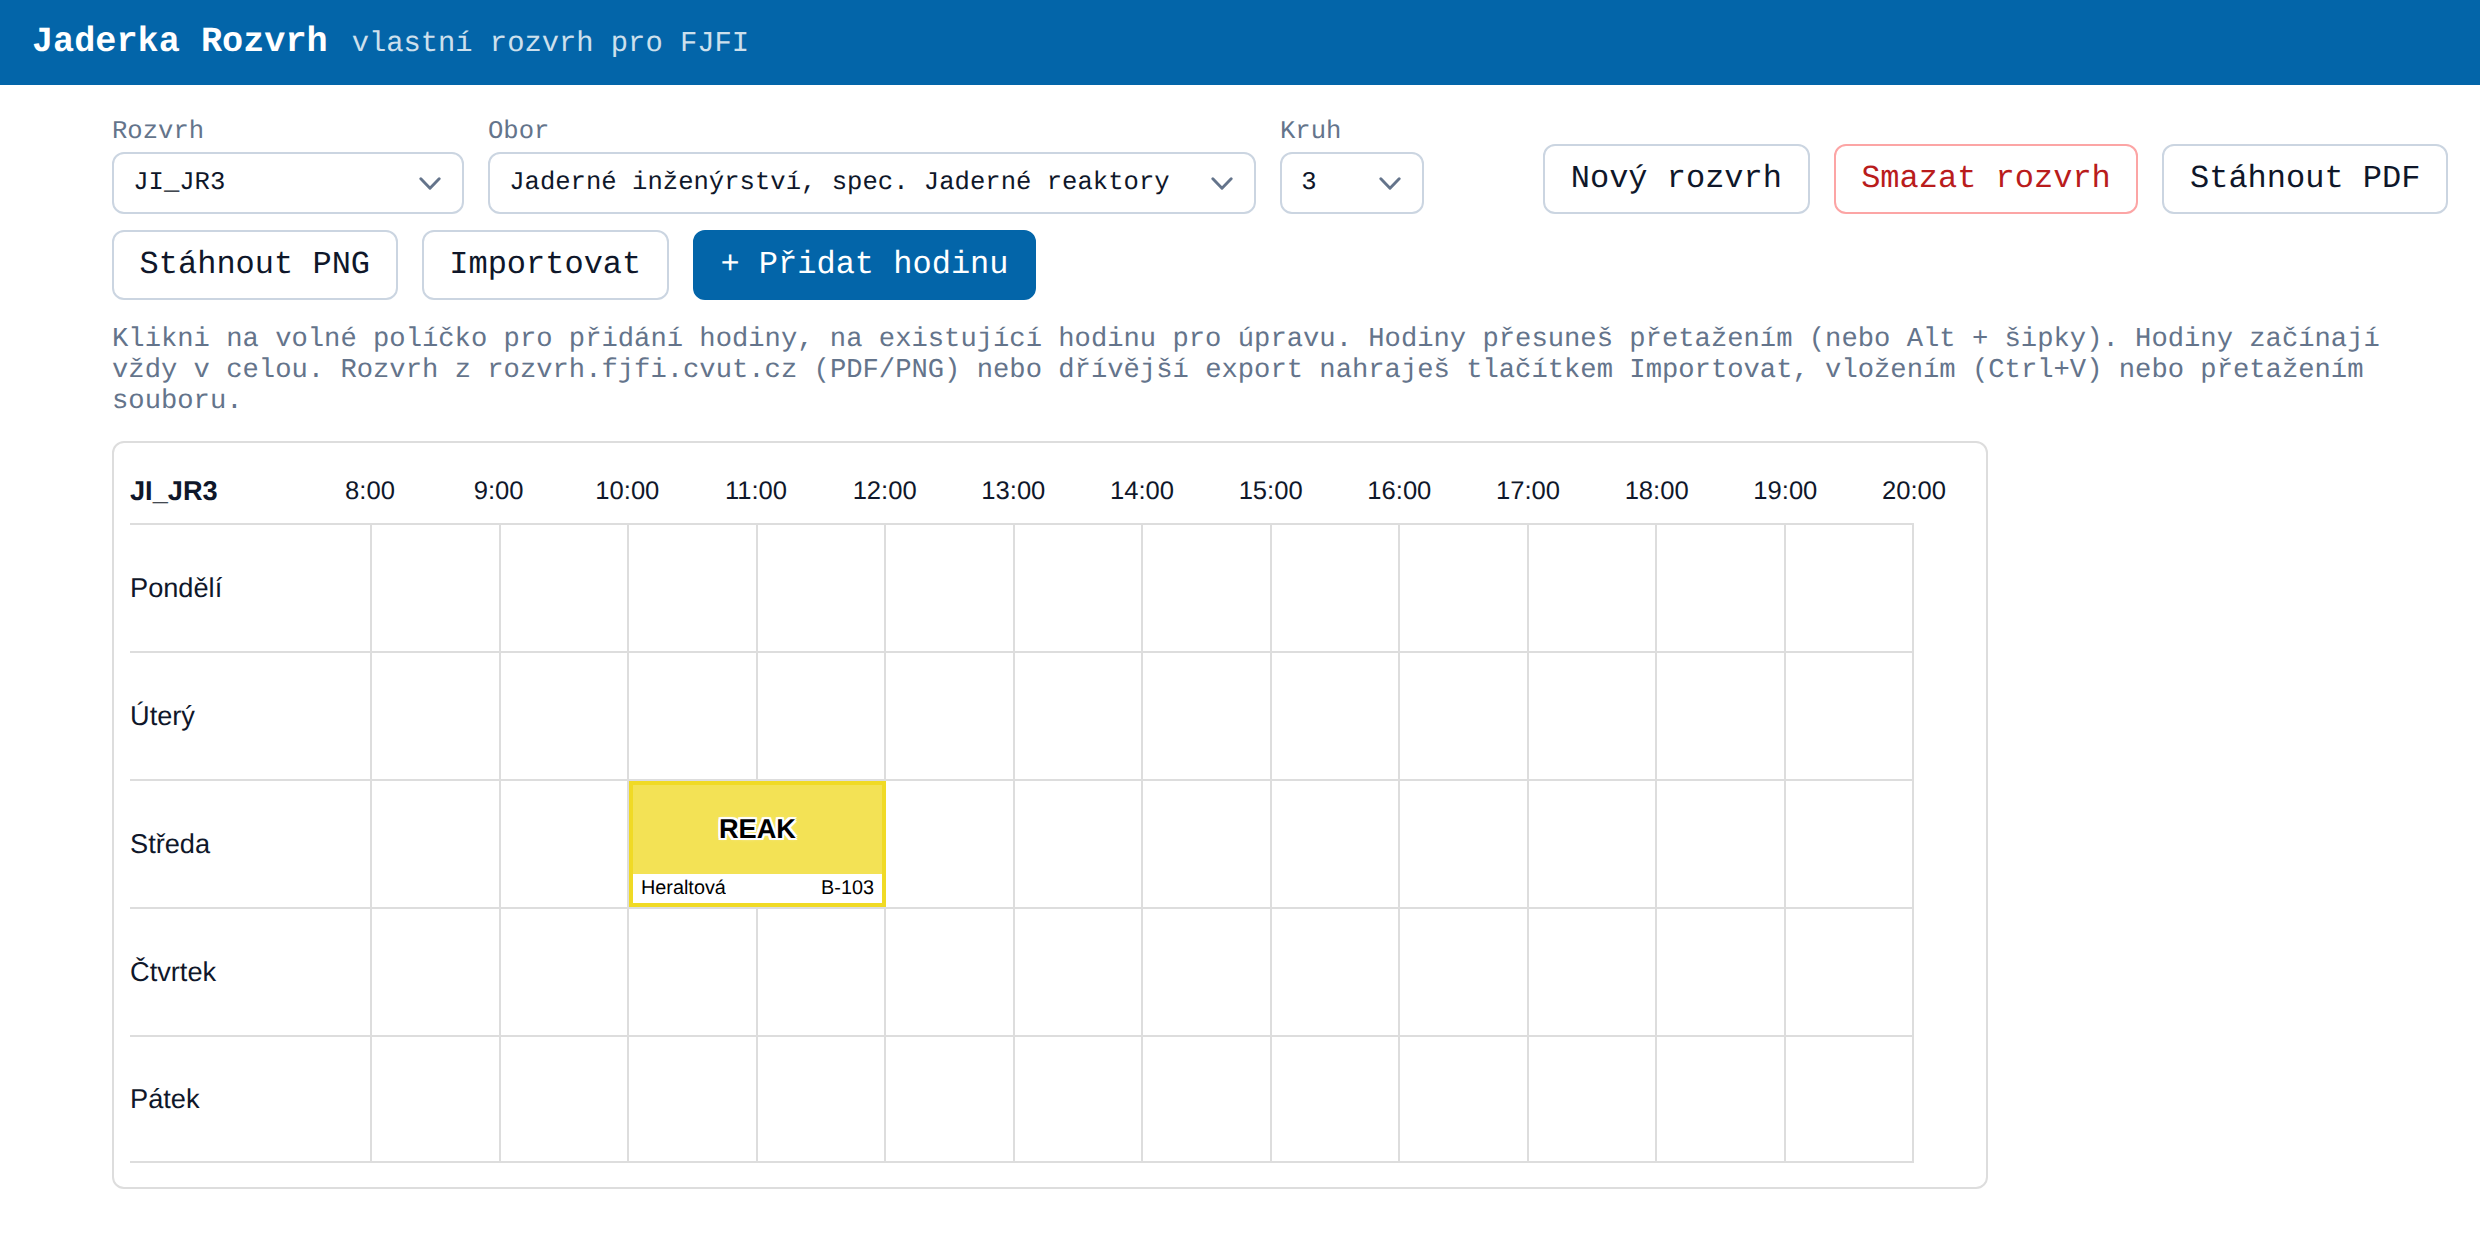 Jaderka Rozvrh vlastní rozvrh pro FJFI
Rozvrh Obor Kruh
JI_JR3 Jaderné inženýrství, spec. Jaderné reaktory 3 Nový rozvrh Smazat rozvrh Stáhnout PDF
Stáhnout PNG Importovat + Přidat hodinu
Klikni na volné políčko pro přidání hodiny, na existující hodinu pro úpravu. Hodiny přesuneš přetažením (nebo Alt + šipky). Hodiny začínají
vždy v celou. Rozvrh z rozvrh.fjfi.cvut.cz (PDF/PNG) nebo dřívější export nahraješ tlačítkem Importovat, vložením (Ctrl+V) nebo přetažením
souboru.
JI_JR3 8:00 9:00 10:00 11:00 12:00 13:00 14:00 15:00 16:00 17:00 18:00 19:00 20:00
Pondělí
Úterý
Středa
REAK
Heraltová B-103
Čtvrtek
Pátek